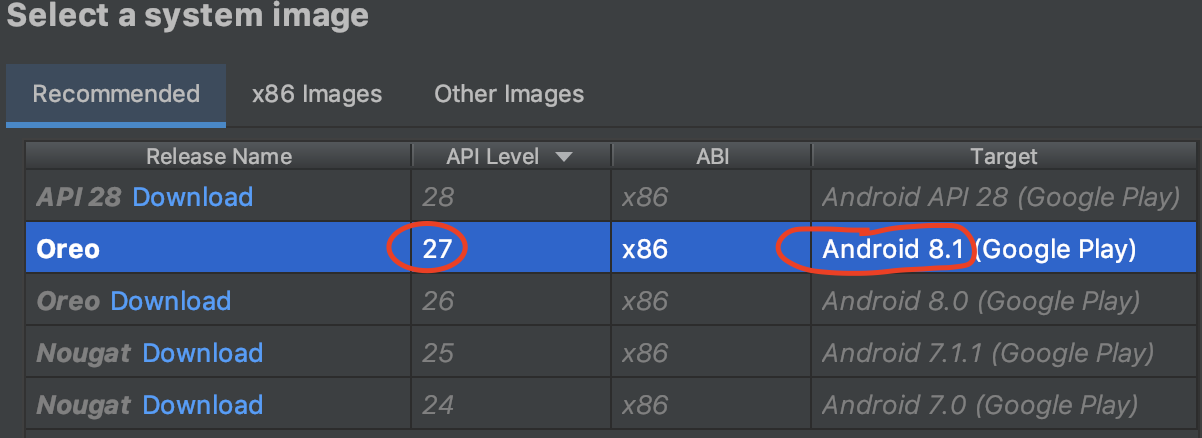 Select a system image
Recommended x86 Images Other Images
Release Name API Level ABI Target
API 28 Download 28 x86 Android API 28 (Google Play)
Oreo 27 x86 Android 8.1 (Google Play)
Oreo Download 26 x86 Android 8.0 (Google Play)
Nougat Download 25 x86 Android 7.1.1 (Google Play)
Nougat Download 24 x86 Android 7.0 (Google Play)